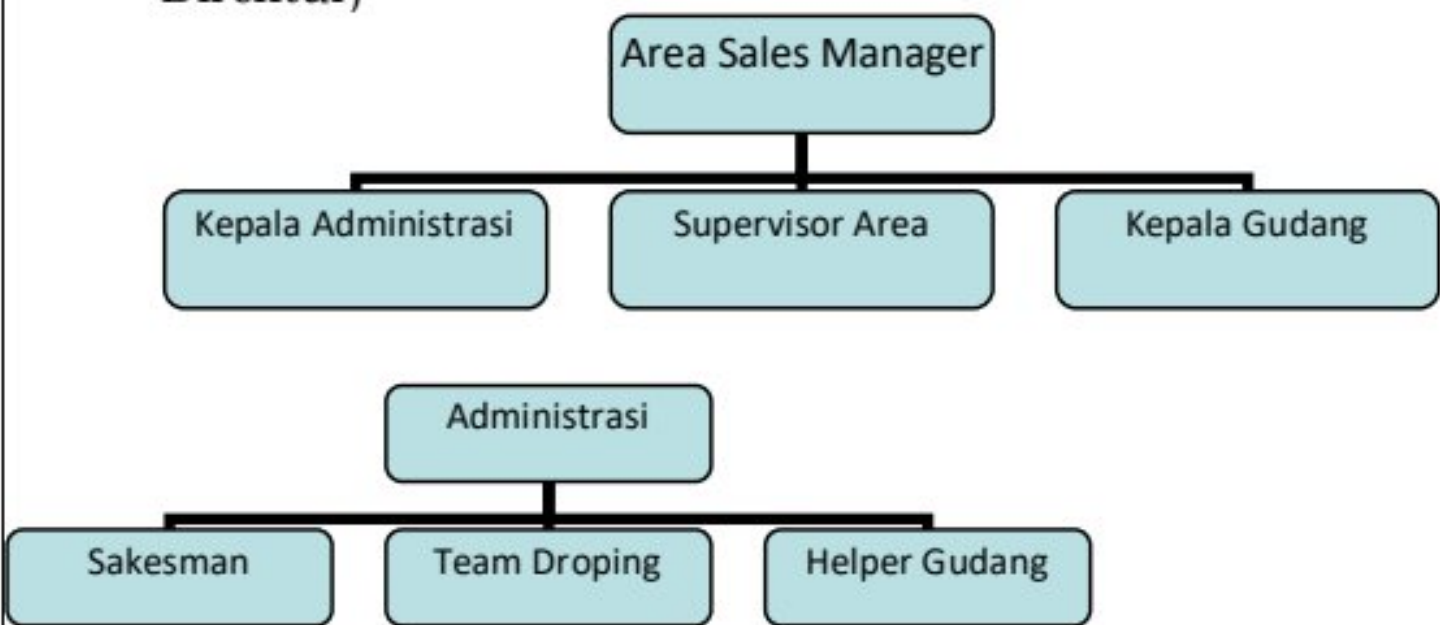 Area Sales Manager
Kepala Administrasi
Supervisor Area
Kepala Gudang
Administrasi
Sakesman
Team Droping
Helper Gudang